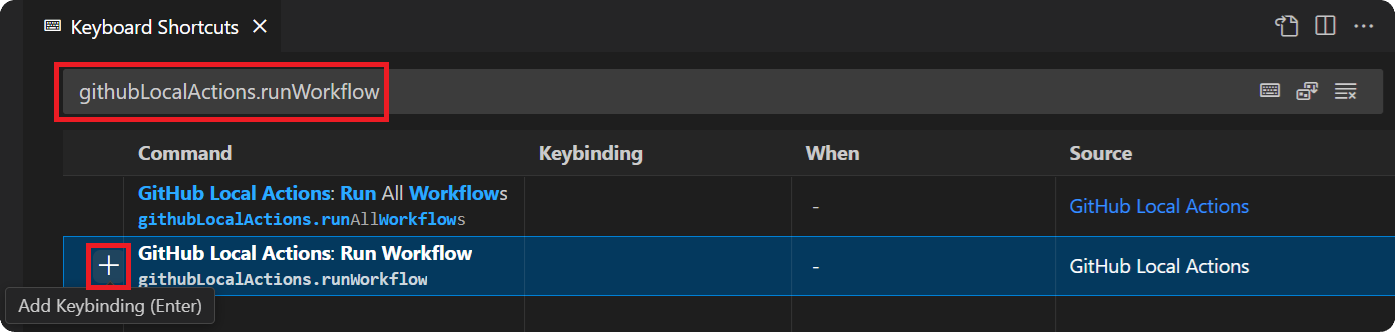 Keyboard Shortcuts
githubLocalActions.runWorkflow
Command Keybinding When Source
GitHub Local Actions: Run All Workflows
githubLocalActions.runAllWorkflows
- GitHub Local Actions
GitHub Local Actions: Run Workflow
githubLocalActions.runWorkflow
- GitHub Local Actions
Add Keybinding (Enter)